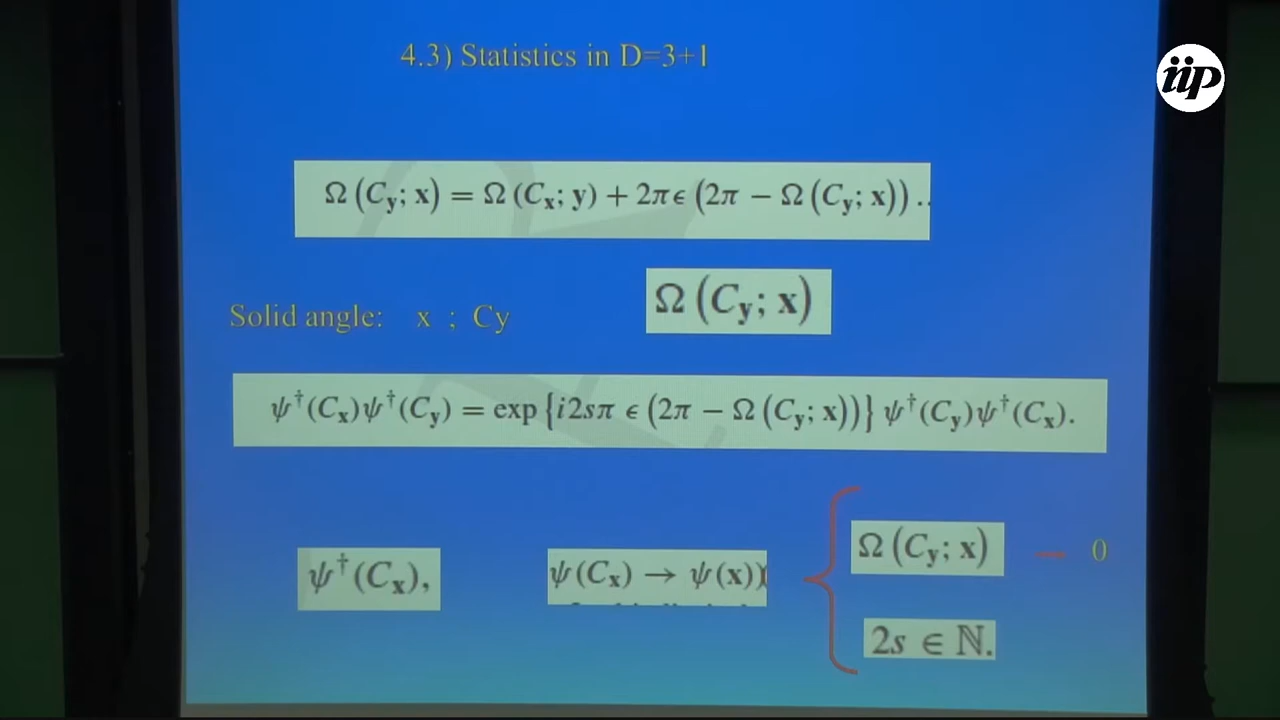 iip
4.3) Statistics in D=3+1
Ω (C_y; x) = Ω (C_x; y) + 2πϵ (2π − Ω (C_y; x)) ..
Solid angle: x ; Cy Ω (C_y; x)
ψ†(C_x)ψ†(C_y) = exp {i2sπ ϵ (2π − Ω (C_y; x))} ψ†(C_y)ψ†(C_x).
ψ†(C_x), ψ(C_x) → ψ(x)) Ω (C_y; x) — 0
2s ∈ ℕ.